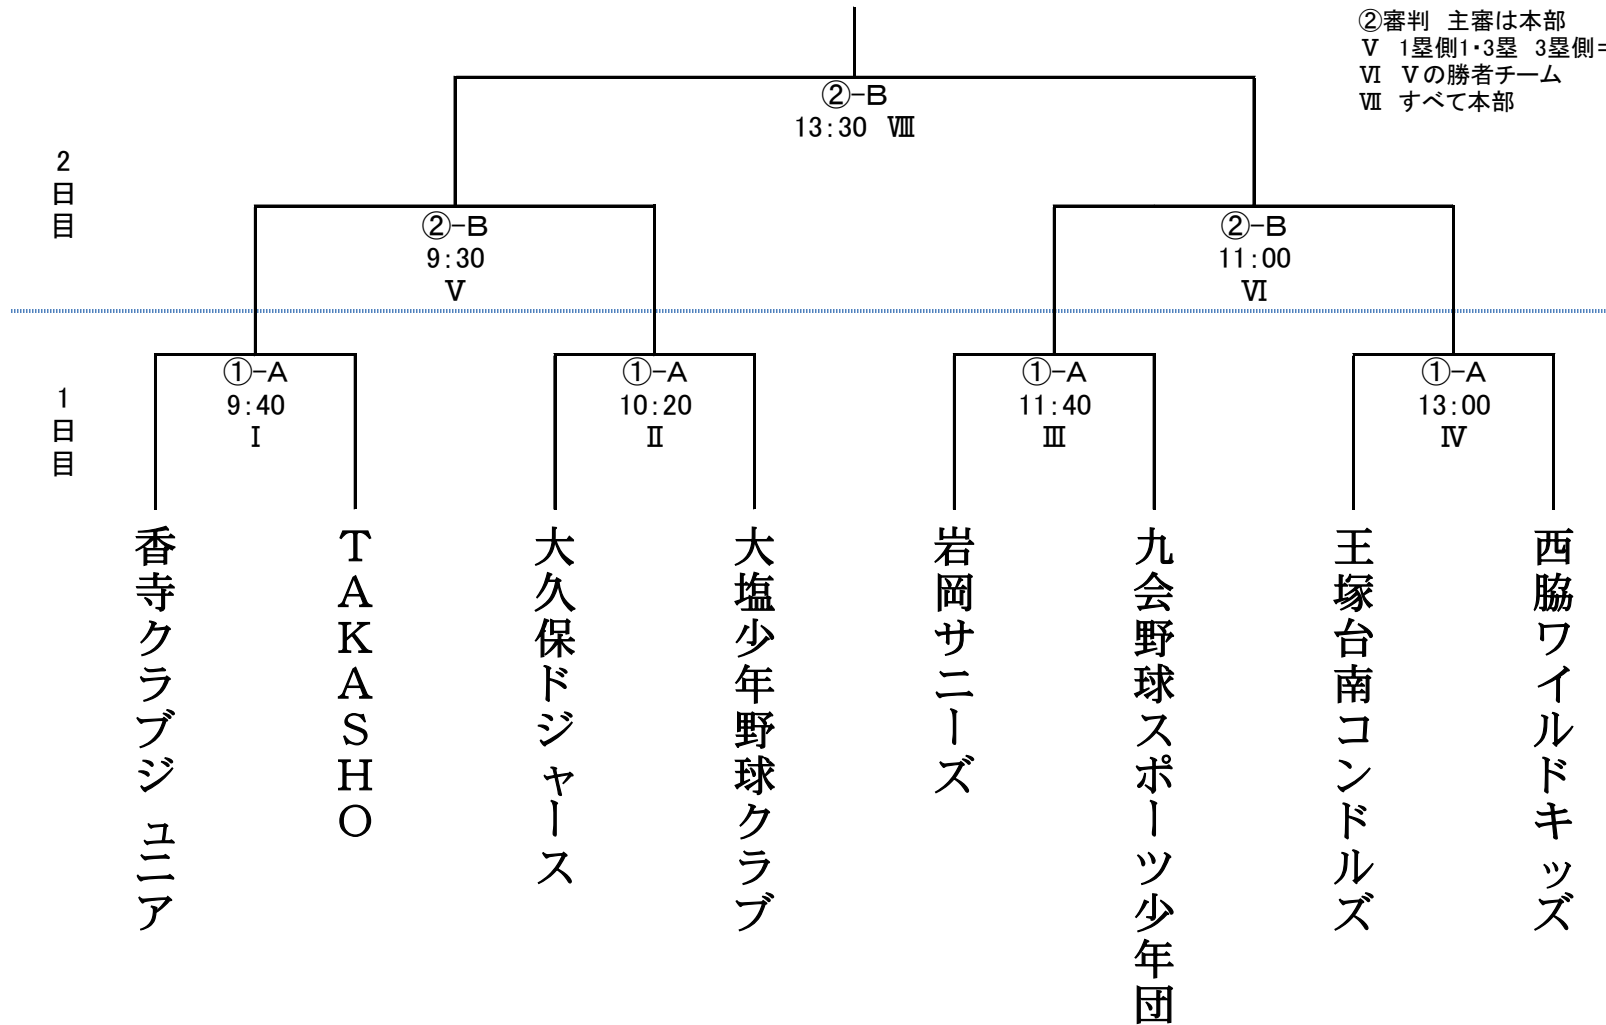 ②審判 主審は本部
Ⅴ 1塁側1・3塁 3塁側=
Ⅵ Ⅴの勝者チーム
Ⅶ すべて本部
②-B
13:30 Ⅷ
2日目
②-B
9:30
Ⅴ
②-B
11:00
Ⅵ
1日目
①-A
9:40
Ⅰ
①-A
10:20
Ⅱ
①-A
11:40
Ⅲ
①-A
13:00
Ⅳ
香寺クラブジュニア
TAKASHO
大久保ドジャース
大塩少年野球クラブ
岩岡サニーズ
九会野球スポーツ少年団
王塚台南コンドルズ
西脇ワイルドキッズ